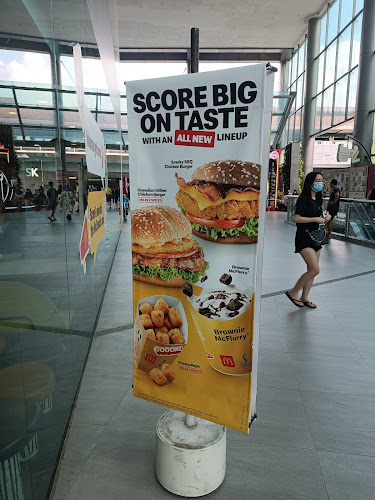 SCORE BIG
ON TASTE
WITH AN ALL NEW LINEUP
Smoky BBQ
Chicken Burger
Hawaiian Grilled
Chicken Burger
Brownie
McFlurry
Brownie
McFlurry
SK